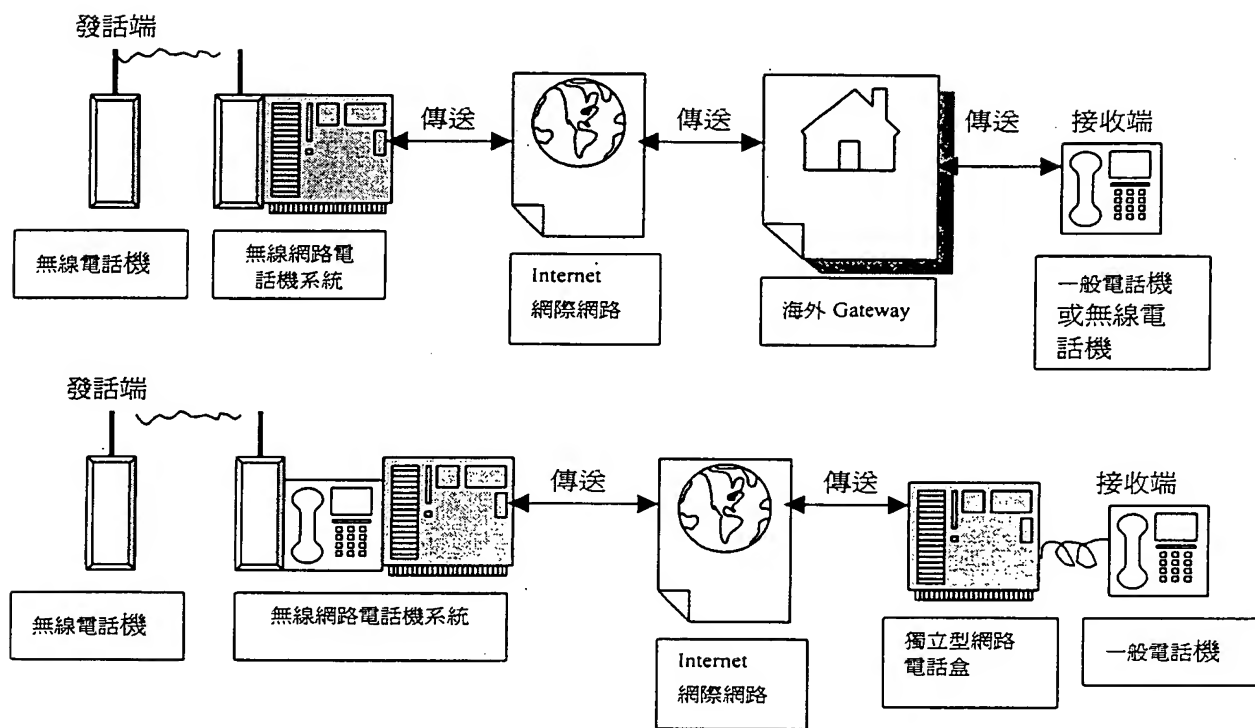 發話端
傳送
傳送
傳送
接收端
無線電話機
無線網路電
話機系統
Internet
網際網路
海外 Gateway
一般電話機
或無線電
話機
發話端
傳送
傳送
接收端
無線電話機
無線網路電話機系統
Internet
網際網路
獨立型網路
電話盒
一般電話機